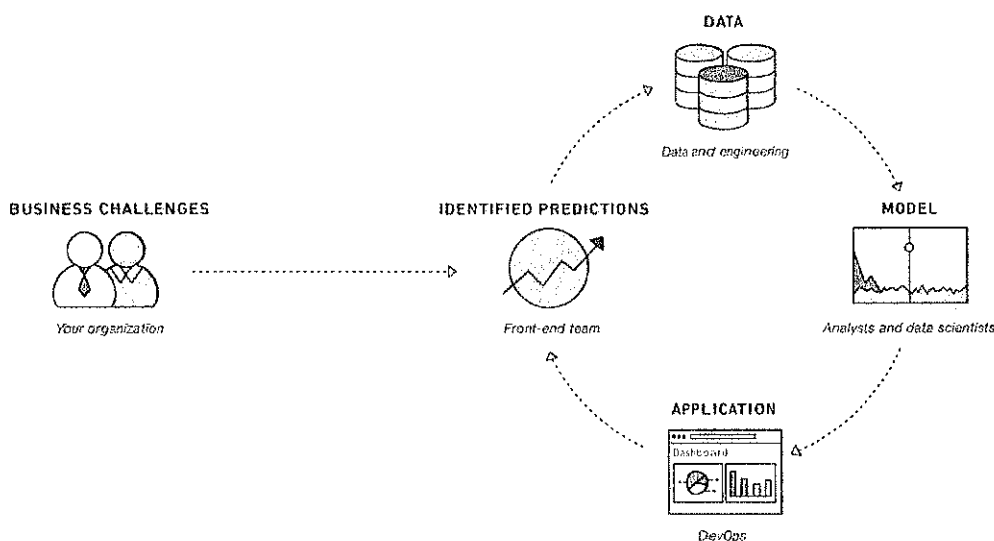 DATA
Data and engineering
BUSINESS CHALLENGES
Your organization
IDENTIFIED PREDICTIONS
Front-end team
MODEL
Analysts and data scientists
APPLICATION
Dashboard
DevOps